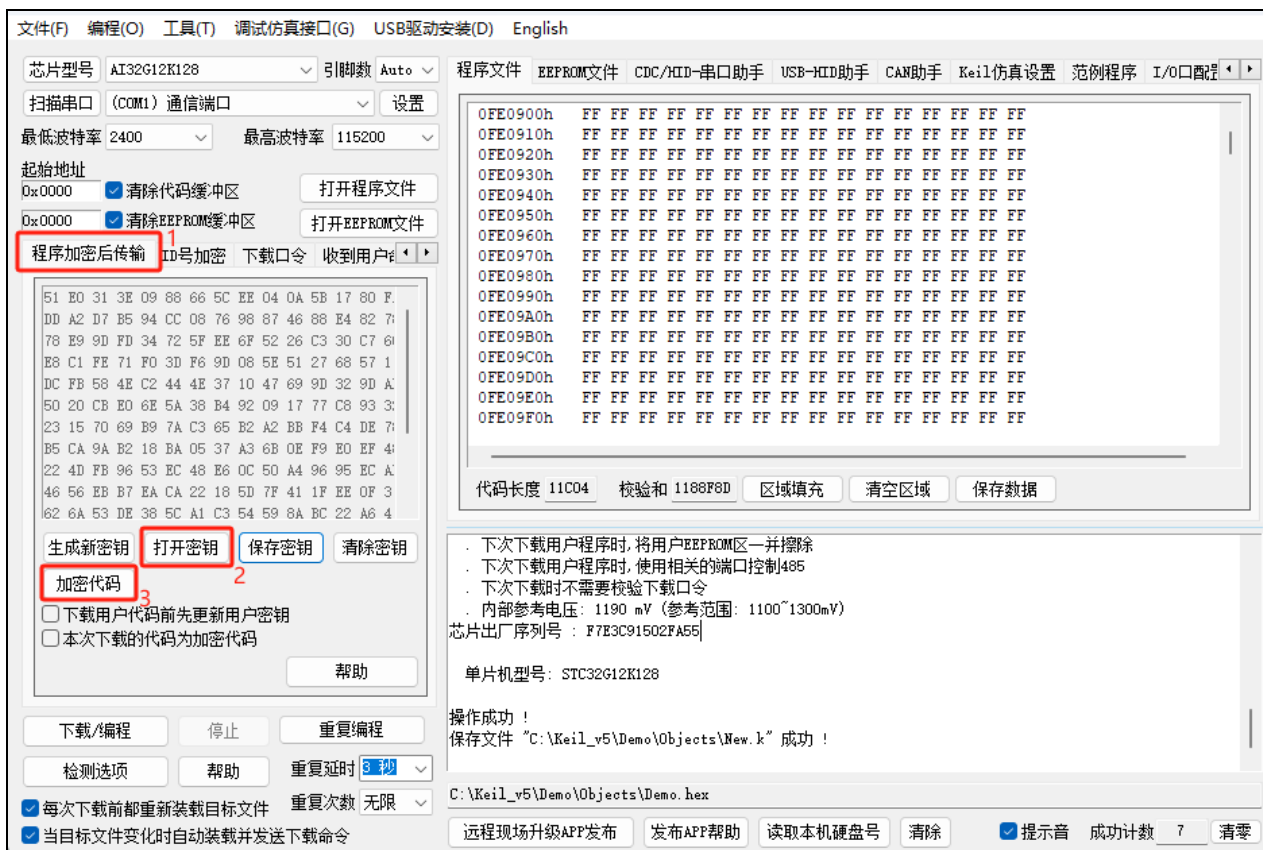 文件(F) 编程(O) 工具(T) 调试仿真接口(G) USB驱动安装(D) English
芯片型号 AI32G12K128 引脚数 Auto
扫描串口 (COM1) 通信端口 设置
最低波特率 2400 最高波特率 115200
起始地址
0x0000 清除代码缓冲区 打开程序文件
0x0000 清除EEPROM缓冲区 打开EEPROM文件
1
程序加密后传输 ID号加密 下载口令 收到用户
51 E0 31 3E 09 88 66 5C EE 04 0A 5B 17 80 F
DD A2 D7 B5 94 CC 08 76 98 87 46 88 E4 82 7
78 E9 9D FD 34 72 5F EE 6F 52 26 C3 30 C7 6
E8 C1 FE 71 F0 3D F6 9D 08 5E 51 27 68 57 1
DC FB 58 4E C2 44 4E 37 10 47 69 9D 32 9D A
50 20 CB E0 6E 5A 38 B4 92 09 17 77 C8 93 3
23 15 70 69 B9 7A C3 65 B2 A2 BB F4 C4 DE 7
B5 CA 9A B2 18 BA 05 37 A3 6B 0E F9 E0 EF 4
22 4D FB 96 53 EC 48 E6 0C 50 A4 96 95 EC A
46 56 EB B7 EA CA 22 18 5D 7F 41 1F EE 0F 3
62 6A 53 DE 38 5C A1 C3 54 59 8A BC 22 A6 4
生成新密钥 打开密钥 保存密钥 清除密钥
2
加密代码
3
下载用户代码前先更新用户密钥
本次下载的代码为加密代码
帮助
下载/编程 停止 重复编程
检测选项 帮助 重复延时 3 秒
每次下载前都重新装载目标文件 重复次数 无限
当目标文件变化时自动装载并发送下载命令
程序文件 EEPROM文件 CDC/HID-串口助手 USB-HID助手 CAN助手 Keil仿真设置 范例程序 I/O口配
0FE0900h FF FF FF FF FF FF FF FF FF FF FF FF FF FF FF FF
0FE0910h FF FF FF FF FF FF FF FF FF FF FF FF FF FF FF FF
0FE0920h FF FF FF FF FF FF FF FF FF FF FF FF FF FF FF FF
0FE0930h FF FF FF FF FF FF FF FF FF FF FF FF FF FF FF FF
0FE0940h FF FF FF FF FF FF FF FF FF FF FF FF FF FF FF FF
0FE0950h FF FF FF FF FF FF FF FF FF FF FF FF FF FF FF FF
0FE0960h FF FF FF FF FF FF FF FF FF FF FF FF FF FF FF FF
0FE0970h FF FF FF FF FF FF FF FF FF FF FF FF FF FF FF FF
0FE0980h FF FF FF FF FF FF FF FF FF FF FF FF FF FF FF FF
0FE0990h FF FF FF FF FF FF FF FF FF FF FF FF FF FF FF FF
0FE09A0h FF FF FF FF FF FF FF FF FF FF FF FF FF FF FF FF
0FE09B0h FF FF FF FF FF FF FF FF FF FF FF FF FF FF FF FF
0FE09C0h FF FF FF FF FF FF FF FF FF FF FF FF FF FF FF FF
0FE09D0h FF FF FF FF FF FF FF FF FF FF FF FF FF FF FF FF
0FE09E0h FF FF FF FF FF FF FF FF FF FF FF FF FF FF FF FF
0FE09F0h FF FF FF FF FF FF FF FF FF FF FF FF FF FF FF FF
代码长度 11C04 校验和 1188F8D 区域填充 清空区域 保存数据
. 下次下载用户程序时,将用户EEPROM区一并擦除
. 下次下载用户程序时,使用相关的端口控制485
. 下次下载时不需要校验下载口令
. 内部参考电压: 1190 mV (参考范围: 1100~1300mV)
芯片出厂序列号 : F7E3C91502FA55
单片机型号: STC32G12K128
操作成功 !
保存文件 "C:\Keil_v5\Demo\Objects\New.k" 成功 !
C:\Keil_v5\Demo\Objects\Demo.hex
远程现场升级APP发布 发布APP帮助 读取本机硬盘号 清除 提示音 成功计数 7 清零